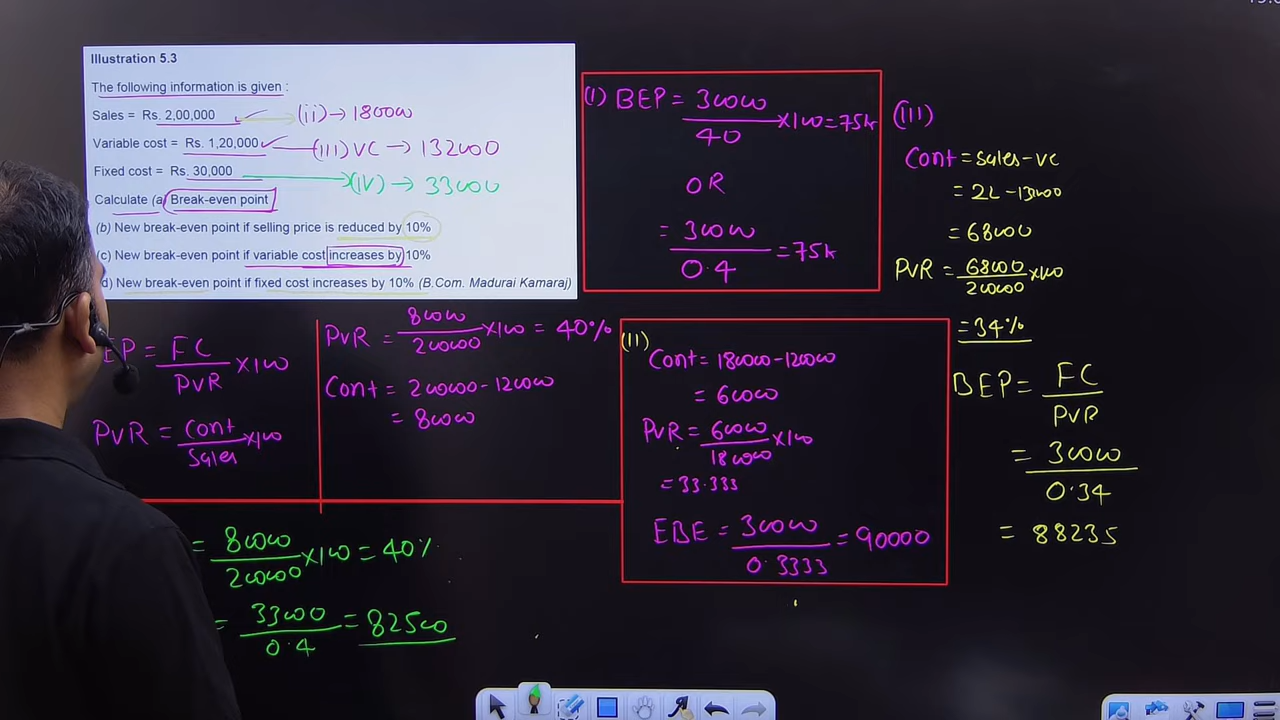 Illustration 5.3
The following information is given :
Sales = Rs. 2,00,000 (ii) → 180000
Variable cost = Rs. 1,20,000 (iii) VC → 132000
Fixed cost = Rs. 30,000 (iv) → 33000
Calculate (a) Break-even point
(b) New break-even point if selling price is reduced by 10%
(c) New break-even point if variable cost increases by 10%
d) New break-even point if fixed cost increases by 10% (B.Com. Madurai Kamaraj)
EP = FC / PVR × 100
PVR = Cont / Sales × 100
PVR = 80000 / 200000 × 100 = 40%
Cont = 200000 - 120000
= 80000
= 80000 / 200000 × 100 = 40%
= 33000 / 0.4 = 82500
(I) BEP = 30000 / 40 × 100 = 75k
OR
= 30000 / 0.4 = 75k
(II)
Cont = 180000 - 120000
= 60000
PVR = 60000 / 180000 × 100
= 33.333
EBE = 30000 / 0.3333 = 90000
(III)
Cont = Sales - VC
= 2L -
= 68000
PVR = 68000 / 200000 × 100
= 34%
BEP = FC / PVR
= 30000 / 0.34
= 88235